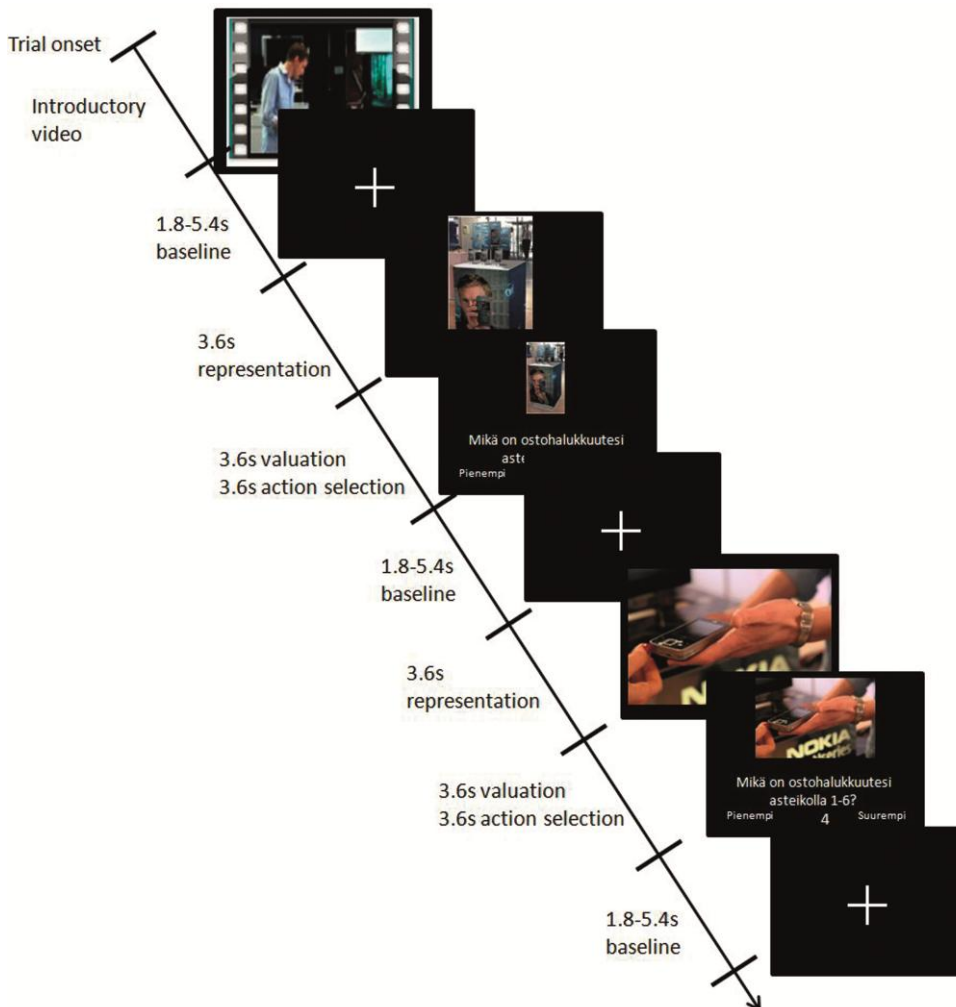 Trial onset
Introductory
video
1.8-5.4s
baseline
3.6s
representation
Mikä on ostohalukkuutesi
Pienempi
3.6s valuation
3.6s action selection
1.8-5.4s
baseline
3.6s
representation
NOKIA
Mikä on ostohalukkuutesi
asteikolla 1-6?
Pienempi 4 Suurempi
3.6s valuation
3.6s action selection
1.8-5.4s
baseline